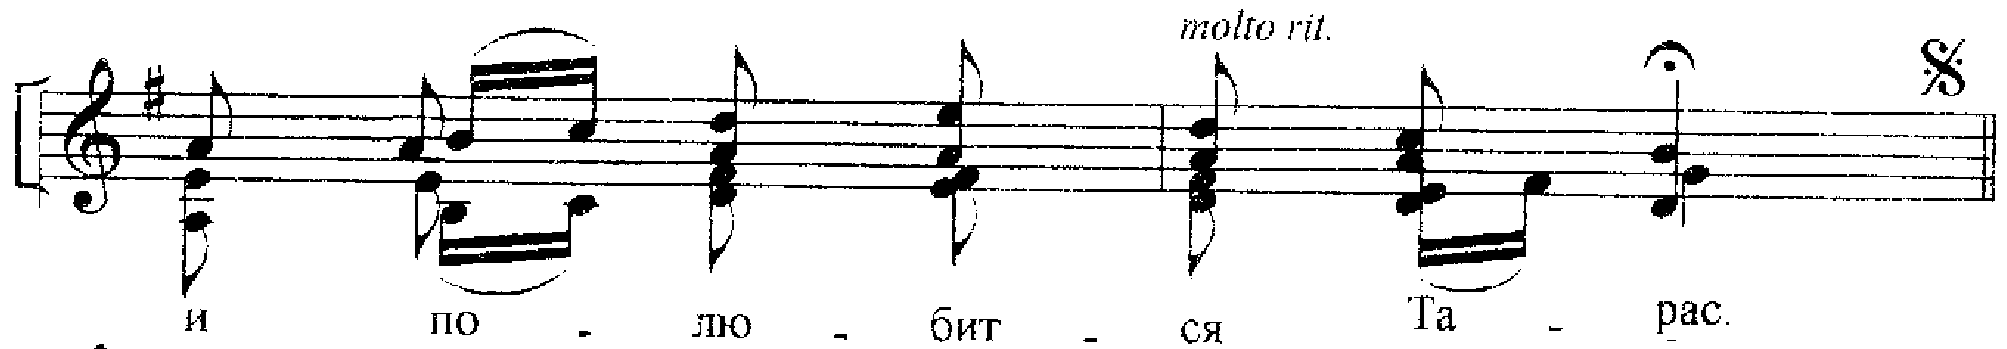 molto rit.
и по - лю - бит - ся Та - рас.